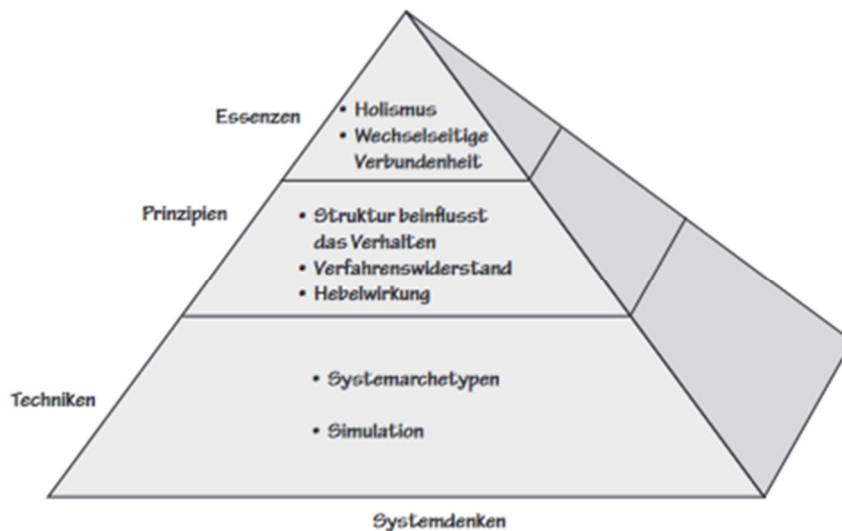 Essenzen
• Holismus
• Wechselseitige
Verbundenheit
Prinzipien
• Struktur beinflusst
das Verhalten
• Verfahrenswiderstand
• Hebelwirkung
Techniken
• Systemarchetypen
• Simulation
Systemdenken